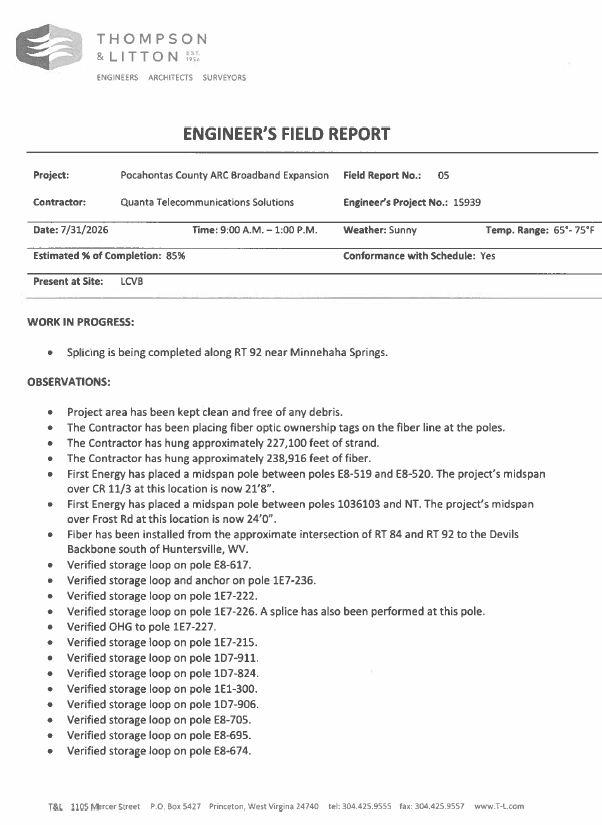 THOMPSON
& LITTON EST. 1956
ENGINEERS ARCHITECTS SURVEYORS
ENGINEER'S FIELD REPORT
Project: Pocahontas County ARC Broadband Expansion Field Report No.: 05
Contractor: Quanta Telecommunications Solutions Engineer's Project No.: 15939
Date: 7/31/2026 Time: 9:00 A.M. – 1:00 P.M. Weather: Sunny Temp. Range: 65°- 75°F
Estimated % of Completion: 85% Conformance with Schedule: Yes
Present at Site: LCVB
WORK IN PROGRESS:
• Splicing is being completed along RT 92 near Minnehaha Springs.
OBSERVATIONS:
• Project area has been kept clean and free of any debris.
• The Contractor has been placing fiber optic ownership tags on the fiber line at the poles.
• The Contractor has hung approximately 227,100 feet of strand.
• The Contractor has hung approximately 238,916 feet of fiber.
• First Energy has placed a midspan pole between poles E8-519 and E8-520. The project's midspan
over CR 11/3 at this location is now 21'8".
• First Energy has placed a midspan pole between poles 1036103 and NT. The project's midspan
over Frost Rd at this location is now 24'0".
• Fiber has been installed from the approximate intersection of RT 84 and RT 92 to the Devils
Backbone south of Huntersville, WV.
• Verified storage loop on pole E8-617.
• Verified storage loop and anchor on pole 1E7-236.
• Verified storage loop on pole 1E7-222.
• Verified storage loop on pole 1E7-226. A splice has also been performed at this pole.
• Verified OHG to pole 1E7-227.
• Verified storage loop on pole 1E7-215.
• Verified storage loop on pole 1D7-911.
• Verified storage loop on pole 1D7-824.
• Verified storage loop on pole 1E1-300.
• Verified storage loop on pole 1D7-906.
• Verified storage loop on pole E8-705.
• Verified storage loop on pole E8-695.
• Verified storage loop on pole E8-674.
T&L 1105 Mercer Street P.O. Box 5427 Princeton, West Virgina 24740 tel: 304.425.9555 fax: 304.425.9557 www.T-L.com